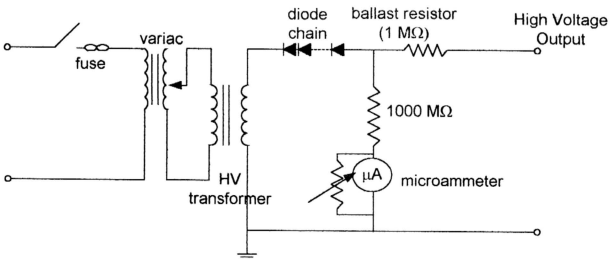 diode
chain
ballast resistor
(1 MΩ)
High Voltage
Output
variac
fuse
1000 MΩ
HV
transformer
μA
microammeter